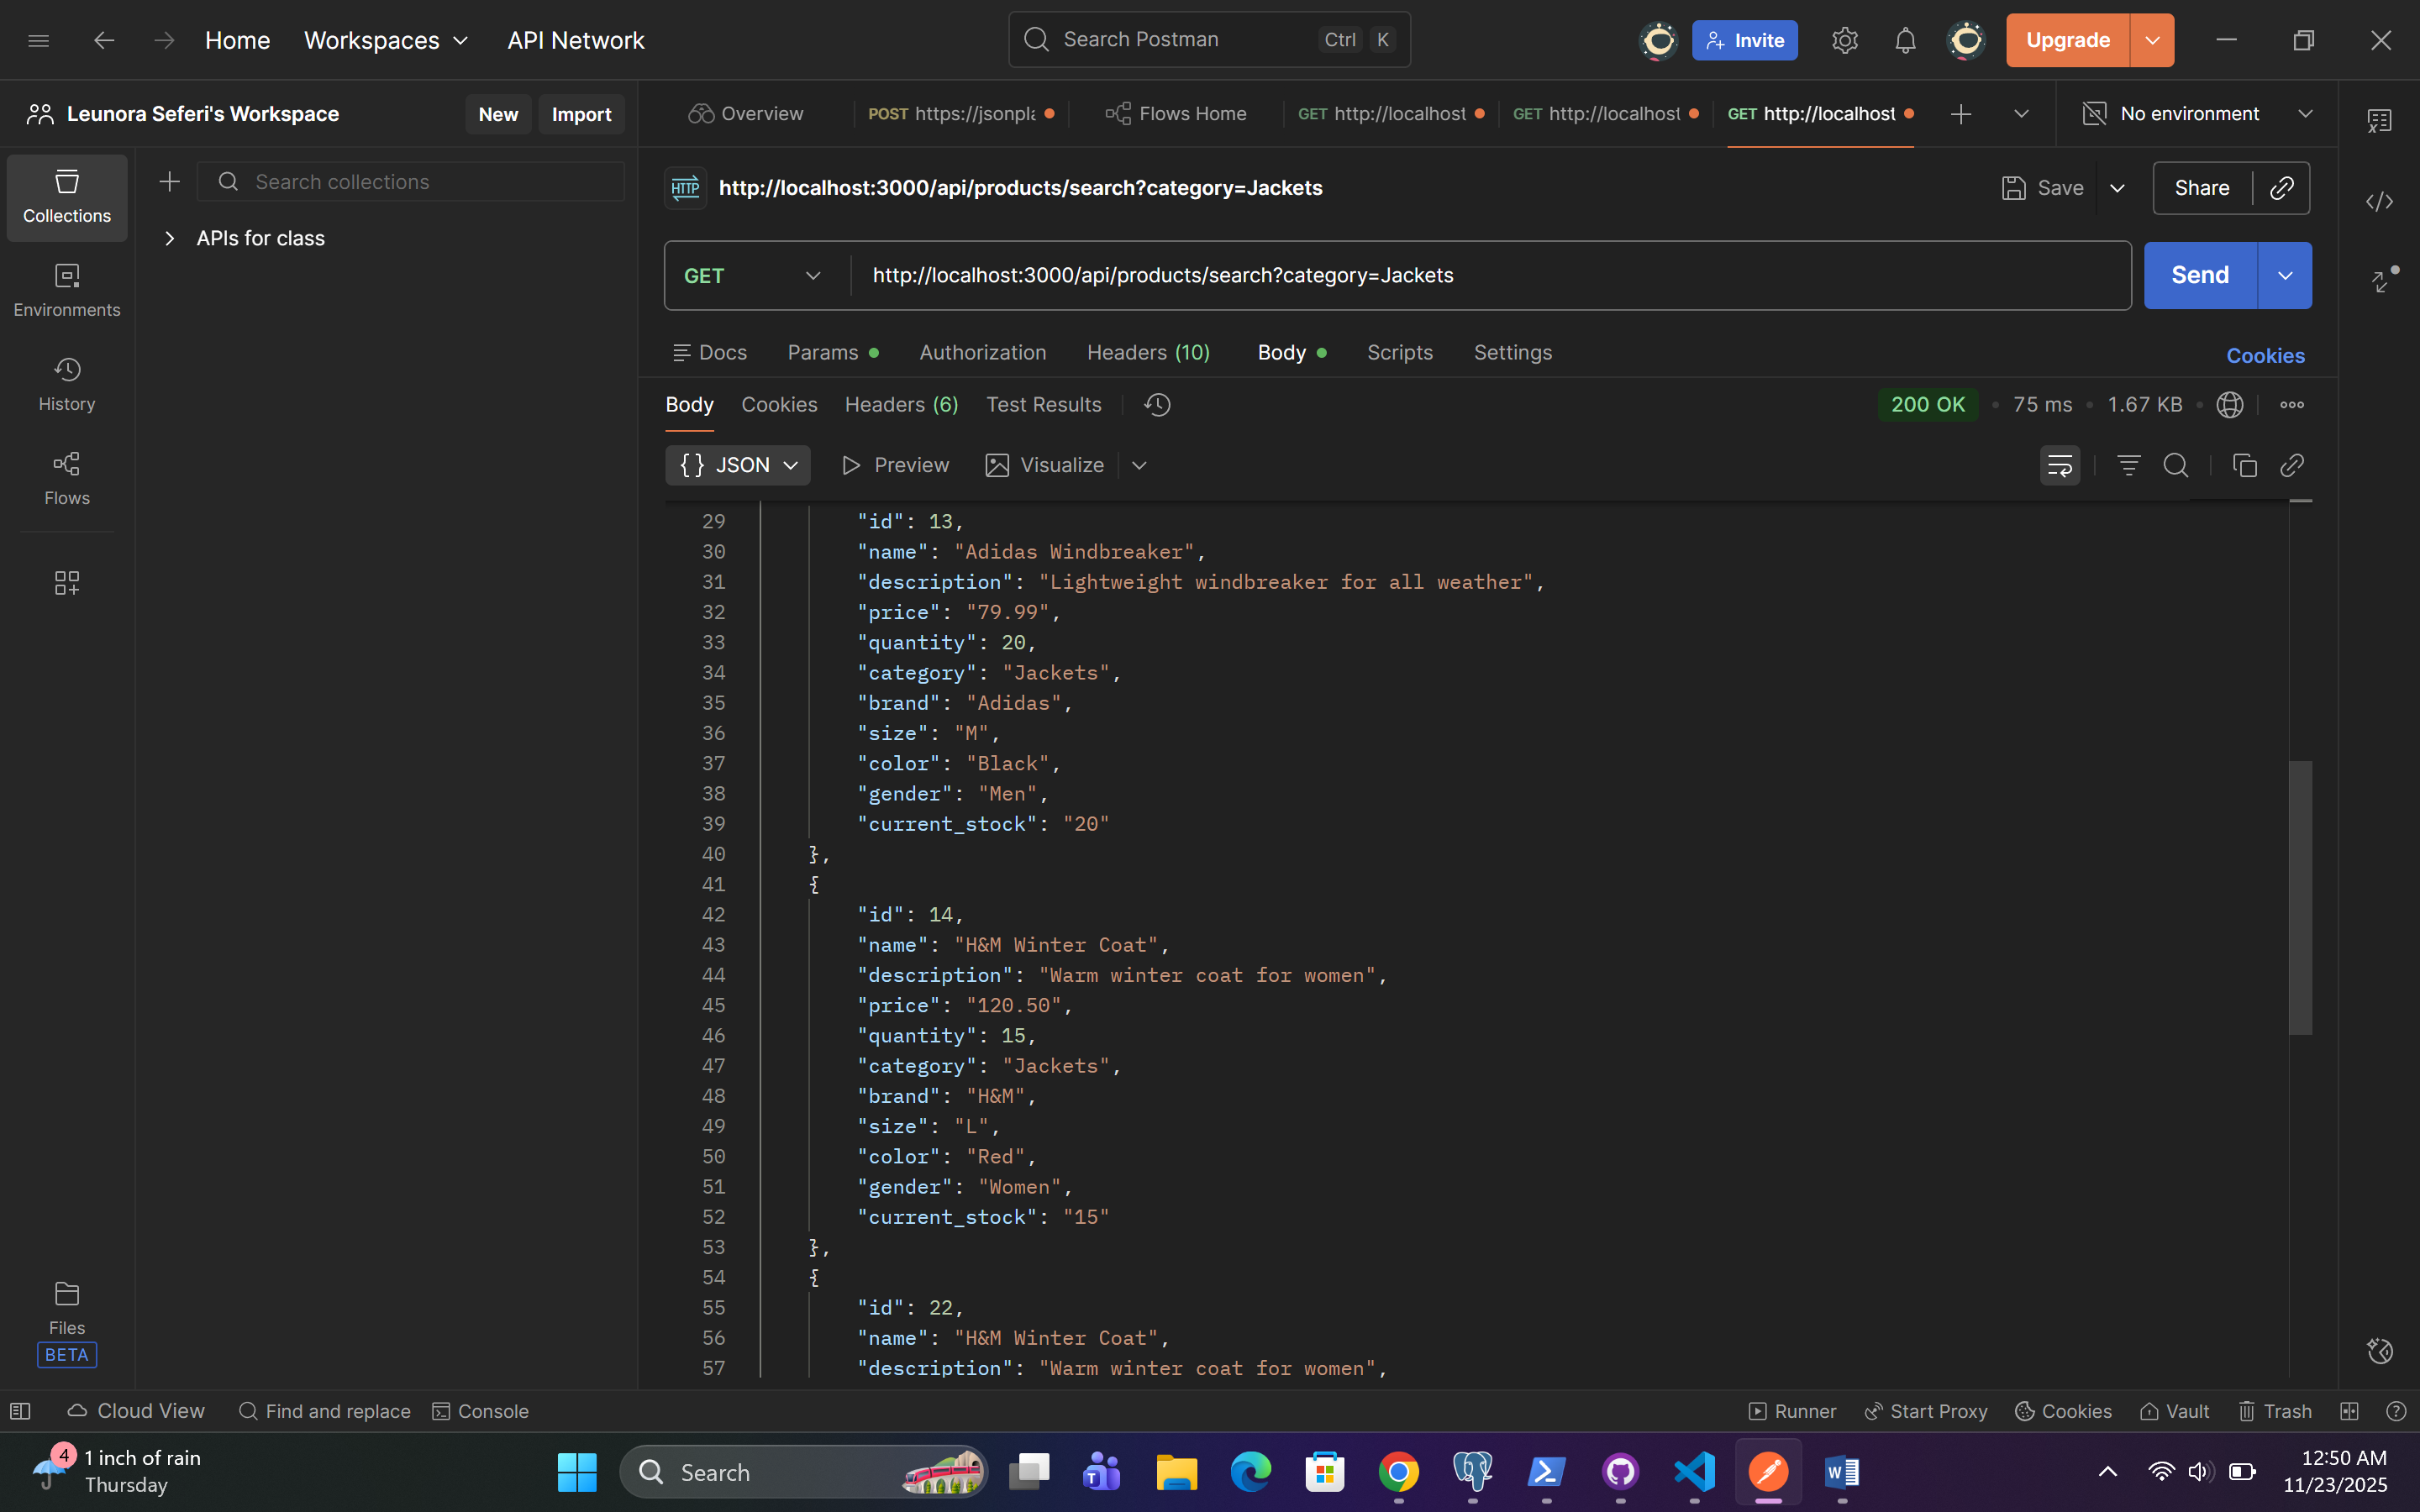 Home Workspaces API Network Search Postman Ctrl K Invite Upgrade
Leunora Seferi's Workspace New Import Overview POST https://jsonpla Flows Home GET http://localhost GET http://localhost GET http://localhost No environment
Collections
Search collections
HTTP http://localhost:3000/api/products/search?category=Jackets Save Share
APIs for class
GET http://localhost:3000/api/products/search?category=Jackets Send
Environments
Docs Params Authorization Headers (10) Body Scripts Settings Cookies
History
Body Cookies Headers (6) Test Results 200 OK 75 ms 1.67 KB
{} JSON Preview Visualize
Flows
29 "id": 13,
30 "name": "Adidas Windbreaker",
31 "description": "Lightweight windbreaker for all weather",
32 "price": "79.99",
33 "quantity": 20,
34 "category": "Jackets",
35 "brand": "Adidas",
36 "size": "M",
37 "color": "Black",
38 "gender": "Men",
39 "current_stock": "20"
40 },
41 {
42 "id": 14,
43 "name": "H&M Winter Coat",
44 "description": "Warm winter coat for women",
45 "price": "120.50",
46 "quantity": 15,
47 "category": "Jackets",
48 "brand": "H&M",
49 "size": "L",
50 "color": "Red",
51 "gender": "Women",
52 "current_stock": "15"
53 },
54 {
55 "id": 22,
56 "name": "H&M Winter Coat",
57 "description": "Warm winter coat for women",
Files
BETA
Cloud View Find and replace Console Runner Start Proxy Cookies Vault Trash
4 1 inch of rain
Thursday
Search
12:50 AM
11/23/2025